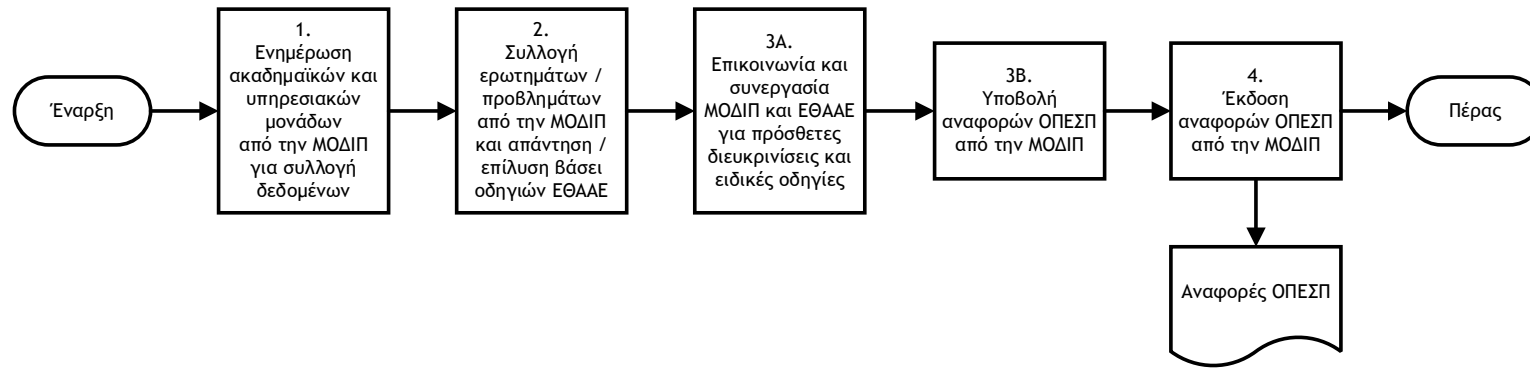 Έναρξη
1.
Ενημέρωση
ακαδημαϊκών και
υπηρεσιακών
μονάδων
από την ΜΟΔΙΠ
για συλλογή
δεδομένων
2.
Συλλογή
ερωτημάτων /
προβλημάτων
από την ΜΟΔΙΠ
και απάντηση /
επίλυση βάσει
οδηγιών ΕΘΑΑΕ
3Α.
Επικοινωνία και
συνεργασία
ΜΟΔΙΠ και ΕΘΑΑΕ
για πρόσθετες
διευκρινίσεις και
ειδικές οδηγίες
3Β.
Υποβολή
αναφορών ΟΠΕΣΠ
από την ΜΟΔΙΠ
4.
Έκδοση
αναφορών ΟΠΕΣΠ
από την ΜΟΔΙΠ
Πέρας
Αναφορές ΟΠΕΣΠ